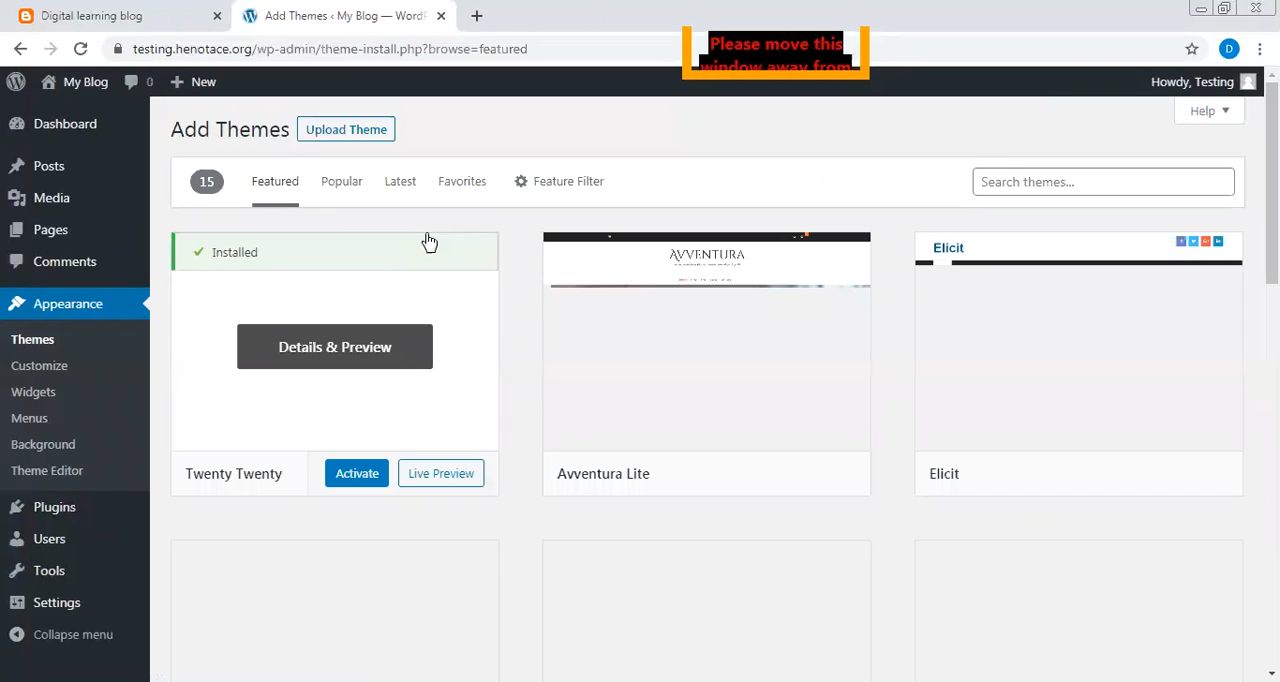 Digital learning blog
Add Themes ‹ My Blog — WordP
testing.henotace.org/wp-admin/theme-install.php?browse=featured
Please move this
window away from
D
My Blog
0
New
Howdy, Testing
Dashboard
Posts
Media
Pages
Comments
Appearance
Themes
Customize
Widgets
Menus
Background
Theme Editor
Plugins
Users
Tools
Settings
Collapse menu
Add Themes
Upload Theme
Help
15
Featured
Popular
Latest
Favorites
Feature Filter
Search themes...
Installed
Details & Preview
Twenty Twenty
Activate
Live Preview
AVVENTURA
Avventura Lite
Elicit
Elicit